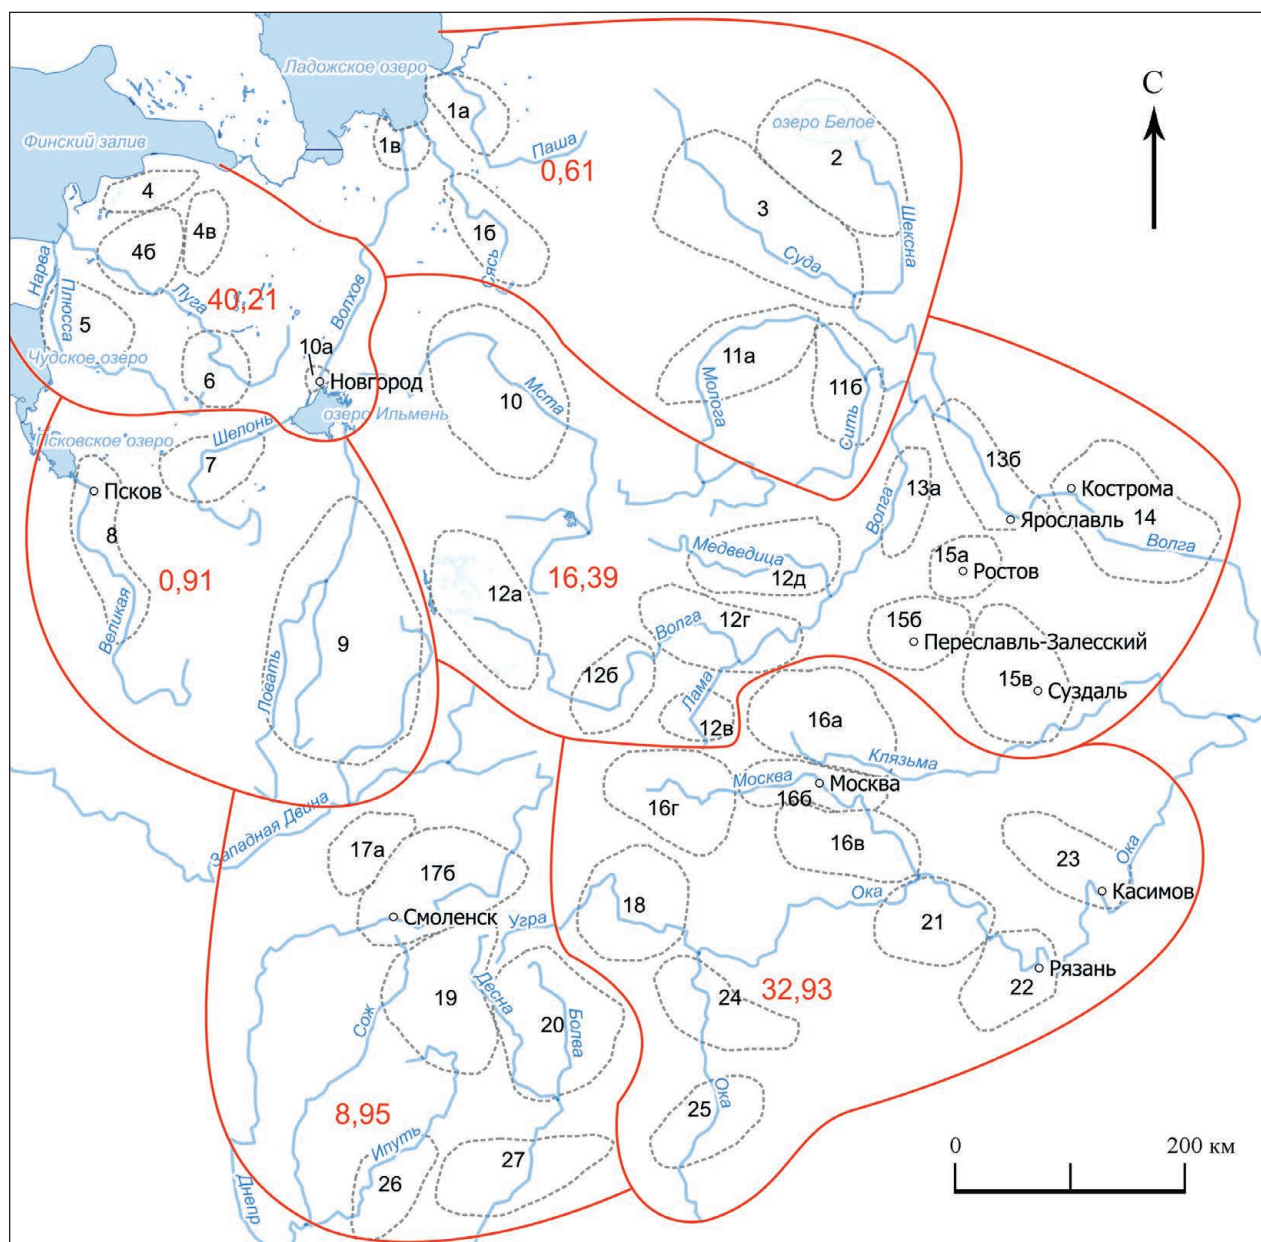 Ладожское озеро
С
1а
озеро Белое
Финский залив
1в
Паша
2
0,61
4
3
4в
1б
Шексна
4б
Нарва
Суда
Сясь
Плюсса
Луга
40,21
Волхов
5
10а
11а
Чудское озеро
6
Новгород
Мста
10
Молога
11б
озеро Ильмень
Сить
Псковское озеро
Шелонь
7
13б
Псков
13а
Кострома
Волга
Ярославль
14
8
Волга
Медведица
15а
0,91
16,39
12д
Ростов
12а
Великая
12г
15б
Волга
Переславль-Залесский
9
12б
15в
Ловать
Лама
Суздаль
12в
16а
Клязьма
Москва
Москва
16г
16б
Западная Двина
17а
16в
23
Ока
17б
Ока
Касимов
18
Смоленск
Угра
21
Рязань
19
Десна
24
32,93
22
Сож
20
Болва
Ока
8,95
25
Ипуть
0
200 км
27
26
Днепр